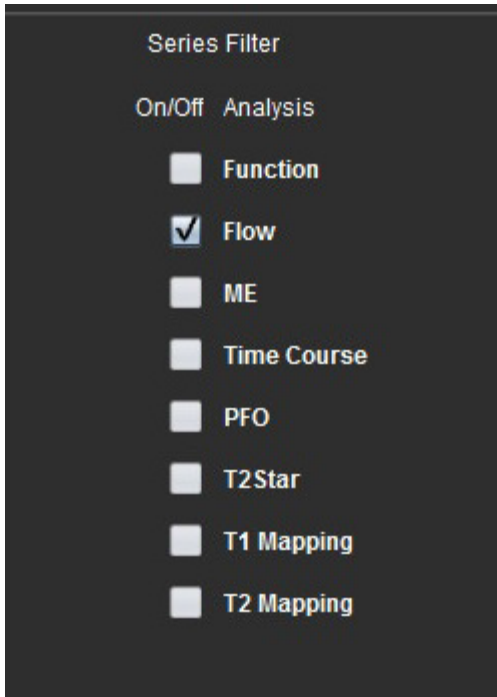 Series Filter
On/Off Analysis
Function
Flow
ME
Time Course
PFO
T2Star
T1 Mapping
T2 Mapping